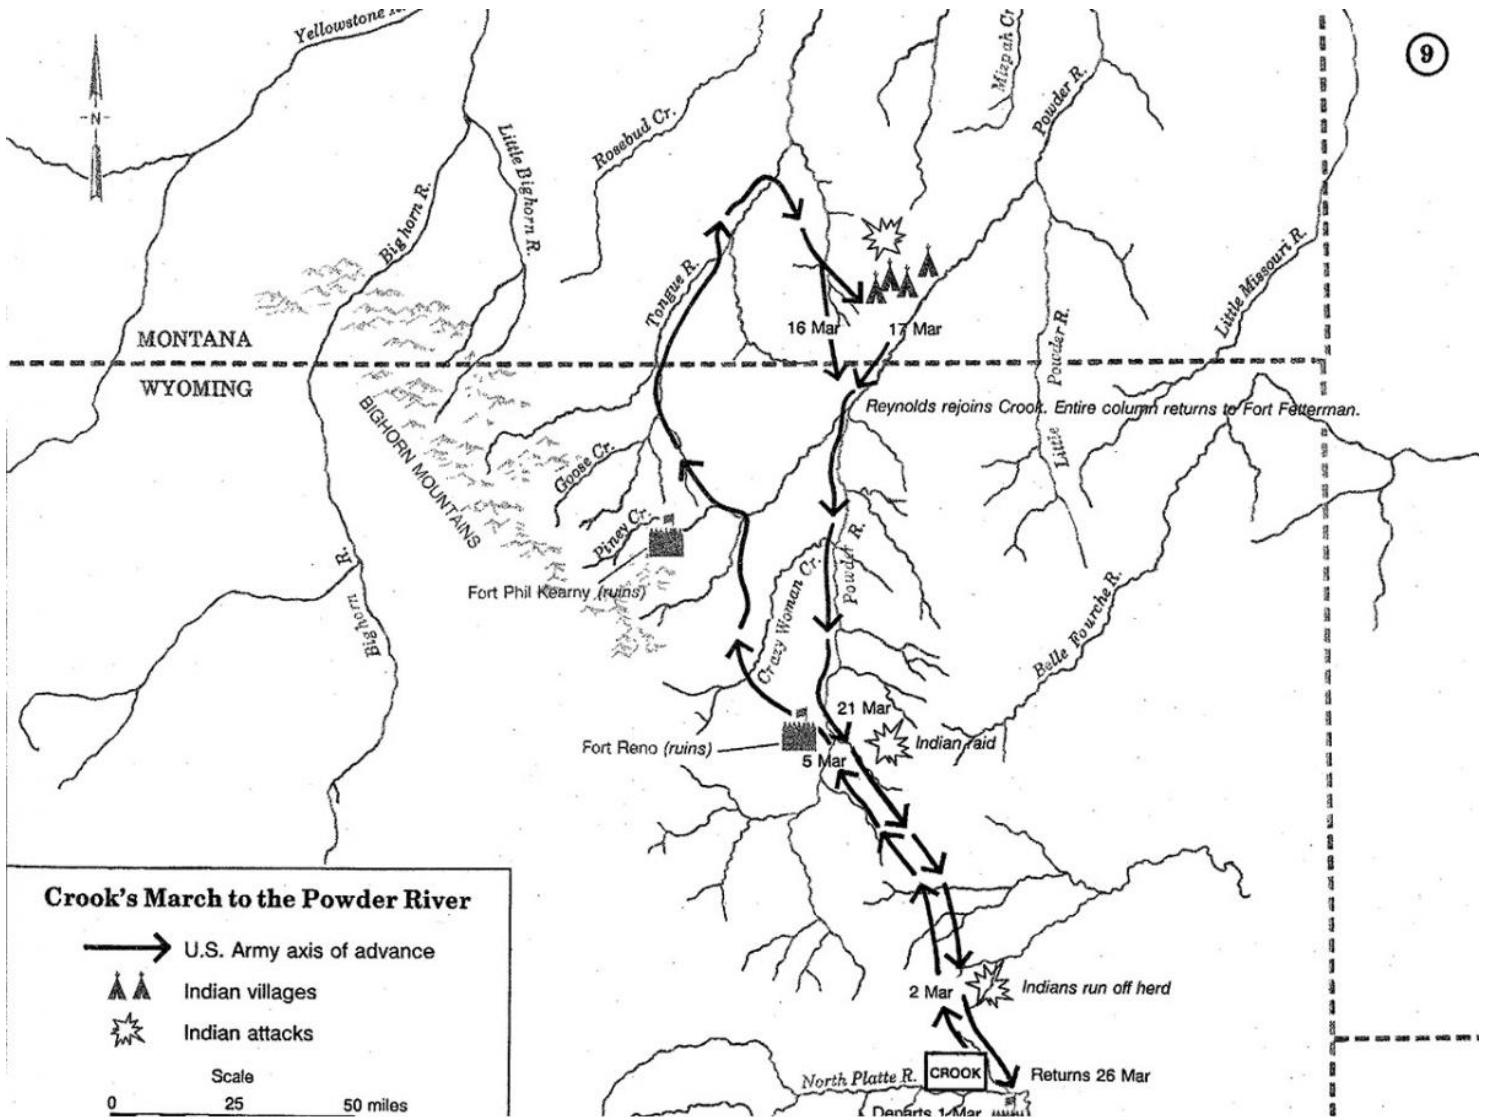 Yellowstone R.
Mizpah Cr.
9
N
Rosebud Cr.
Little Bighorn R.
Powder R.
Bighorn R.
Tongue R.
Little Missouri R.
MONTANA
16 Mar
17 Mar
Little Powder R.
WYOMING
Reynolds rejoins Crook. Entire column returns to Fort Fetterman.
BIGHORN MOUNTAINS
Goose Cr.
Piney Cr.
Powder R.
Crazy Woman Cr.
Fort Phil Kearny (ruins)
Bighorn R.
Belle Fourche R.
21 Mar
Fort Reno (ruins)
Indian raid
5 Mar
Crook's March to the Powder River
U.S. Army axis of advance
Indian villages
Indian attacks
Scale
0 25 50 miles
2 Mar
Indians run off herd
North Platte R.
CROOK
Returns 26 Mar
Departs 1 Mar